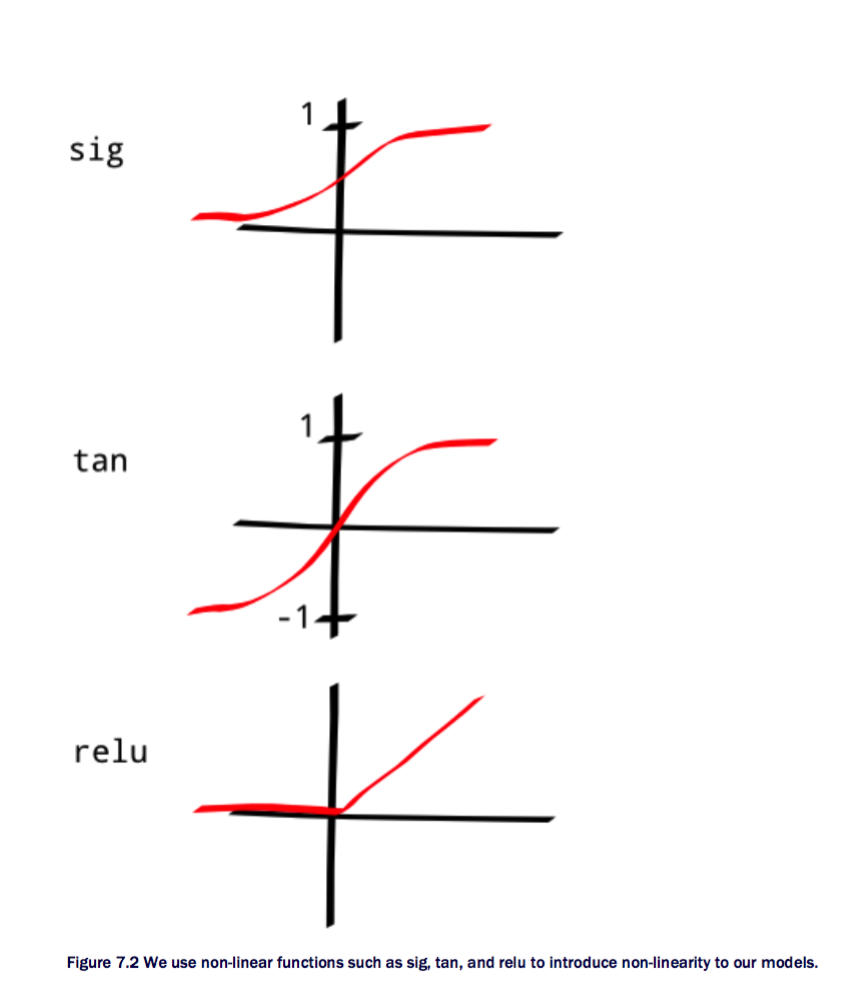 1
sig
1
tan
-1
relu
Figure 7.2 We use non-linear functions such as sig, tan, and relu to introduce non-linearity to our models.